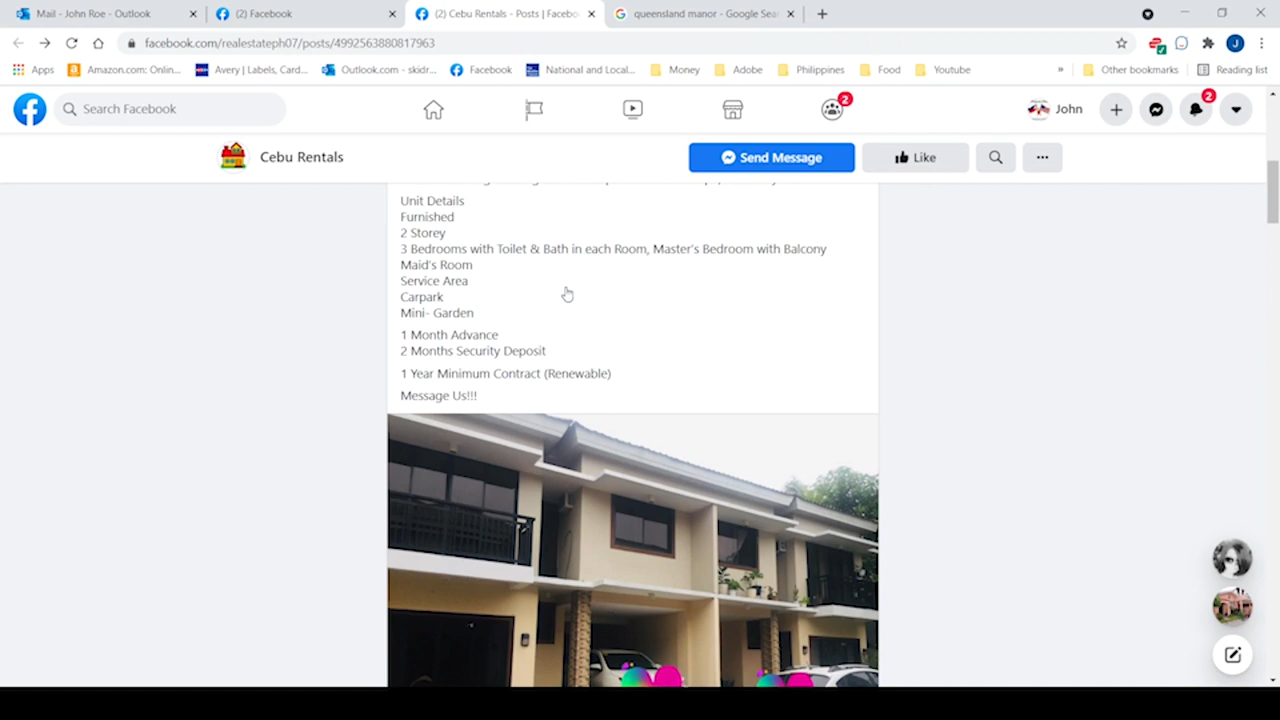 Mail - John Roe - Outlook
(2) Facebook
(2) Cebu Rentals - Posts | Facebo
queensland manor - Google Sea
facebook.com/realestateph07/posts/4992563880817963
J
Apps
Amazon.com: Onlin...
Avery | Labels, Card...
Outlook.com - skidr...
Facebook
National and Local...
Money
Adobe
Philippines
Food
Youtube
»
Other bookmarks
Reading list
Search Facebook
2
John
2
Cebu Rentals
Send Message
Like
Unit Details
Furnished
2 Storey
3 Bedrooms with Toilet & Bath in each Room, Master's Bedroom with Balcony
Maid's Room
Service Area
Carpark
Mini- Garden
1 Month Advance
2 Months Security Deposit
1 Year Minimum Contract (Renewable)
Message Us!!!